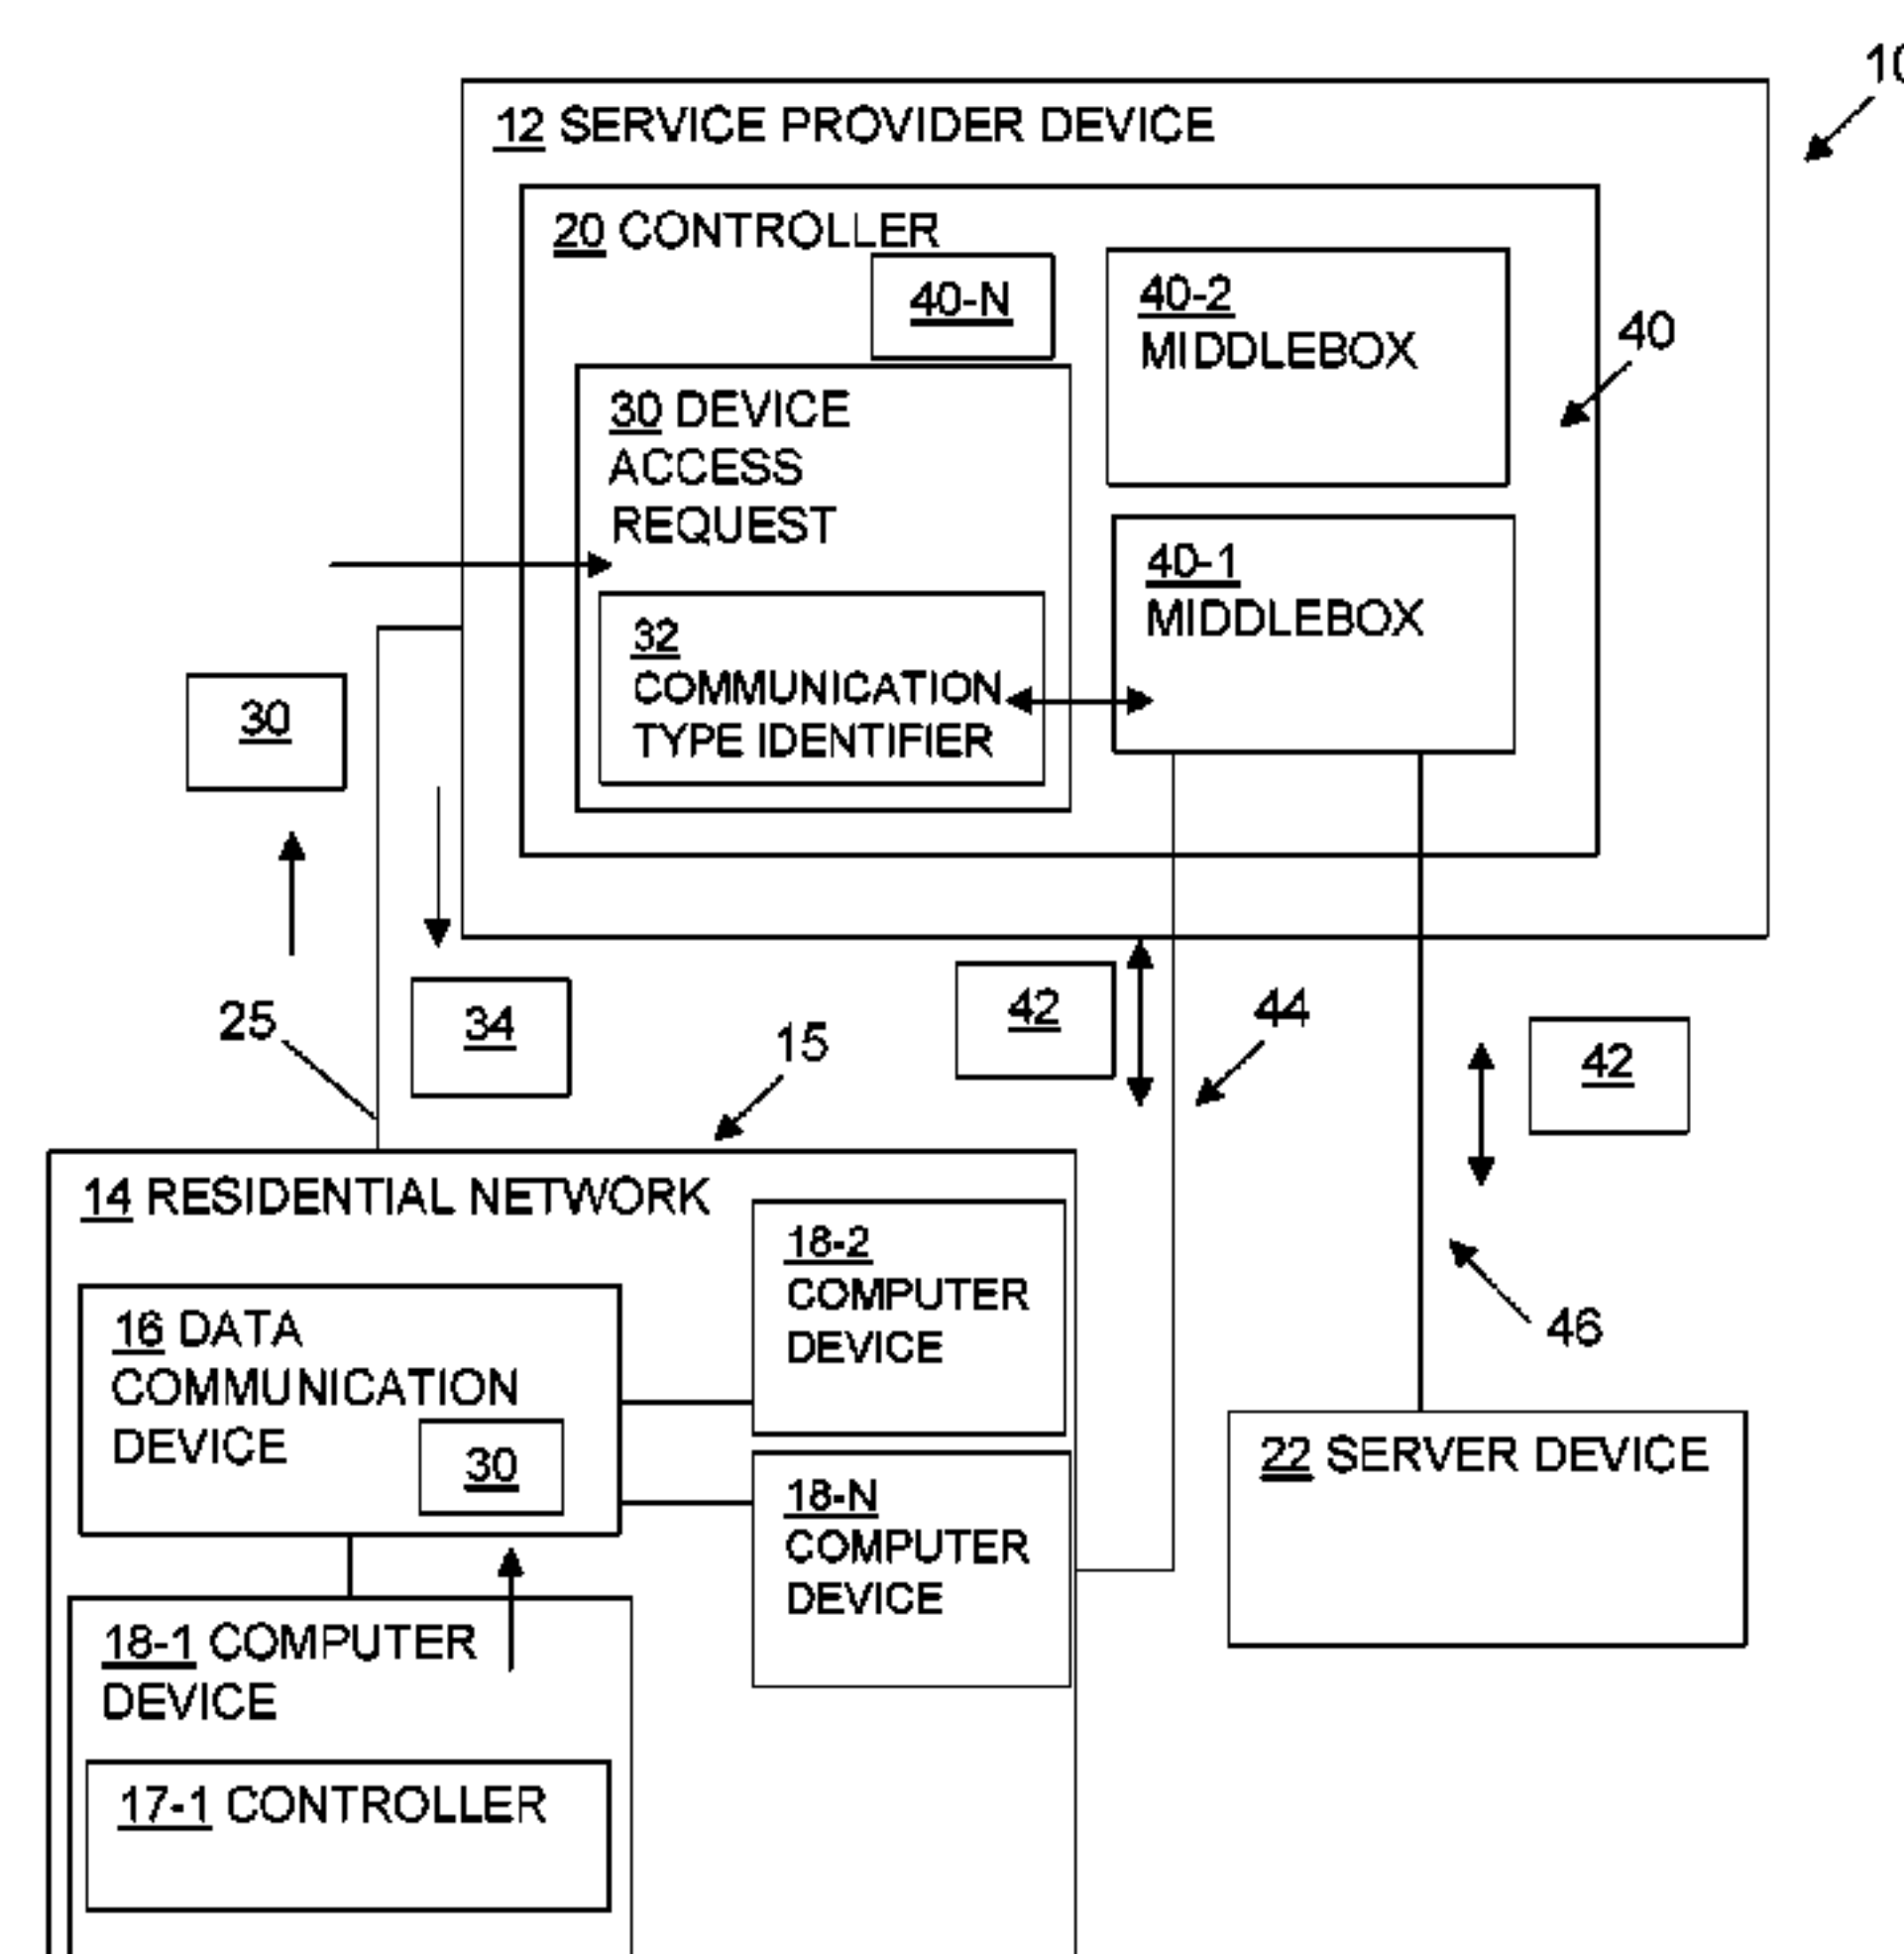 10
12 SERVICE PROVIDER DEVICE
20 CONTROLLER
40-N
40-2
MIDDLEBOX
40
30 DEVICE
ACCESS
REQUEST
40-1
MIDDLEBOX
32
COMMUNICATION
TYPE IDENTIFIER
30
25
34
15
42
44
42
14 RESIDENTIAL NETWORK
18-2
COMPUTER
DEVICE
46
16 DATA
COMMUNICATION
DEVICE
30
18-N
COMPUTER
DEVICE
22 SERVER DEVICE
18-1 COMPUTER
DEVICE
17-1 CONTROLLER